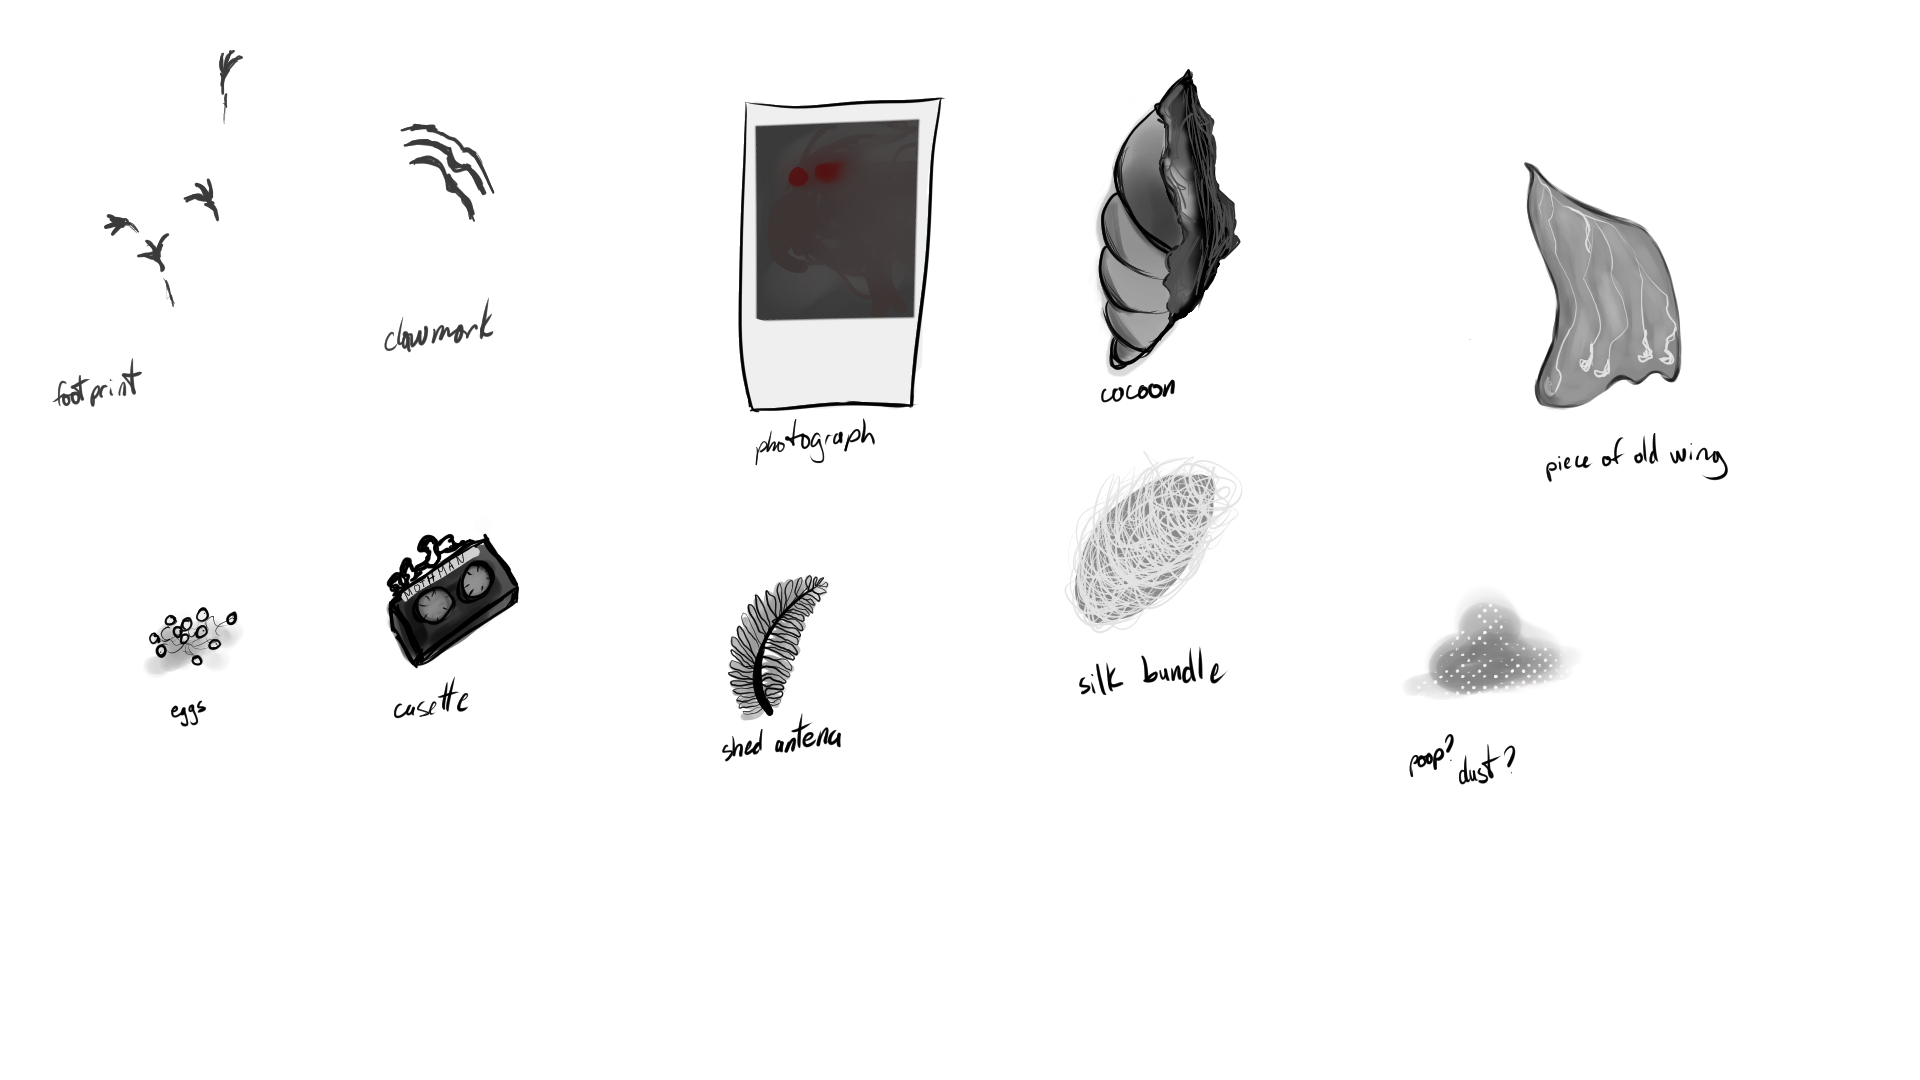 footprint
clawmark
photograph
cocoon
piece of old wing
eggs
MOTHMAN
casette
shed antena
silk bundle
poop?
dust?